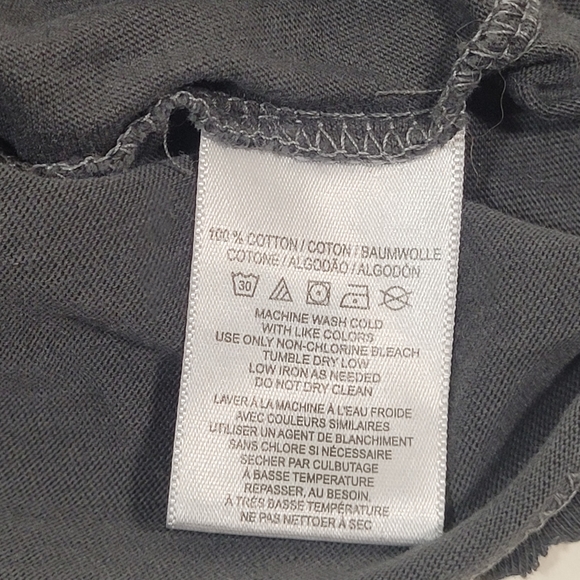 100 % COTTON / COTON / BAUMWOLLE
COTONE / ALGODÃO / ALGODÓN
30
MACHINE WASH COLD
WITH LIKE COLORS
USE ONLY NON-CHLORINE BLEACH
TUMBLE DRY LOW
LOW IRON AS NEEDED
DO NOT DRY CLEAN
LAVER À LA MACHINE À L'EAU FROIDE
AVEC COULEURS SIMILAIRES
UTILISER UN AGENT DE BLANCHIMENT
SANS CHLORE SI NÉCESSAIRE
SÉCHER PAR CULBUTAGE
À BASSE TEMPERATURE
REPASSER, AU BESOIN,
À TRÈS BASSE TEMPÉRATURE
NE PAS NETTOER À SEC